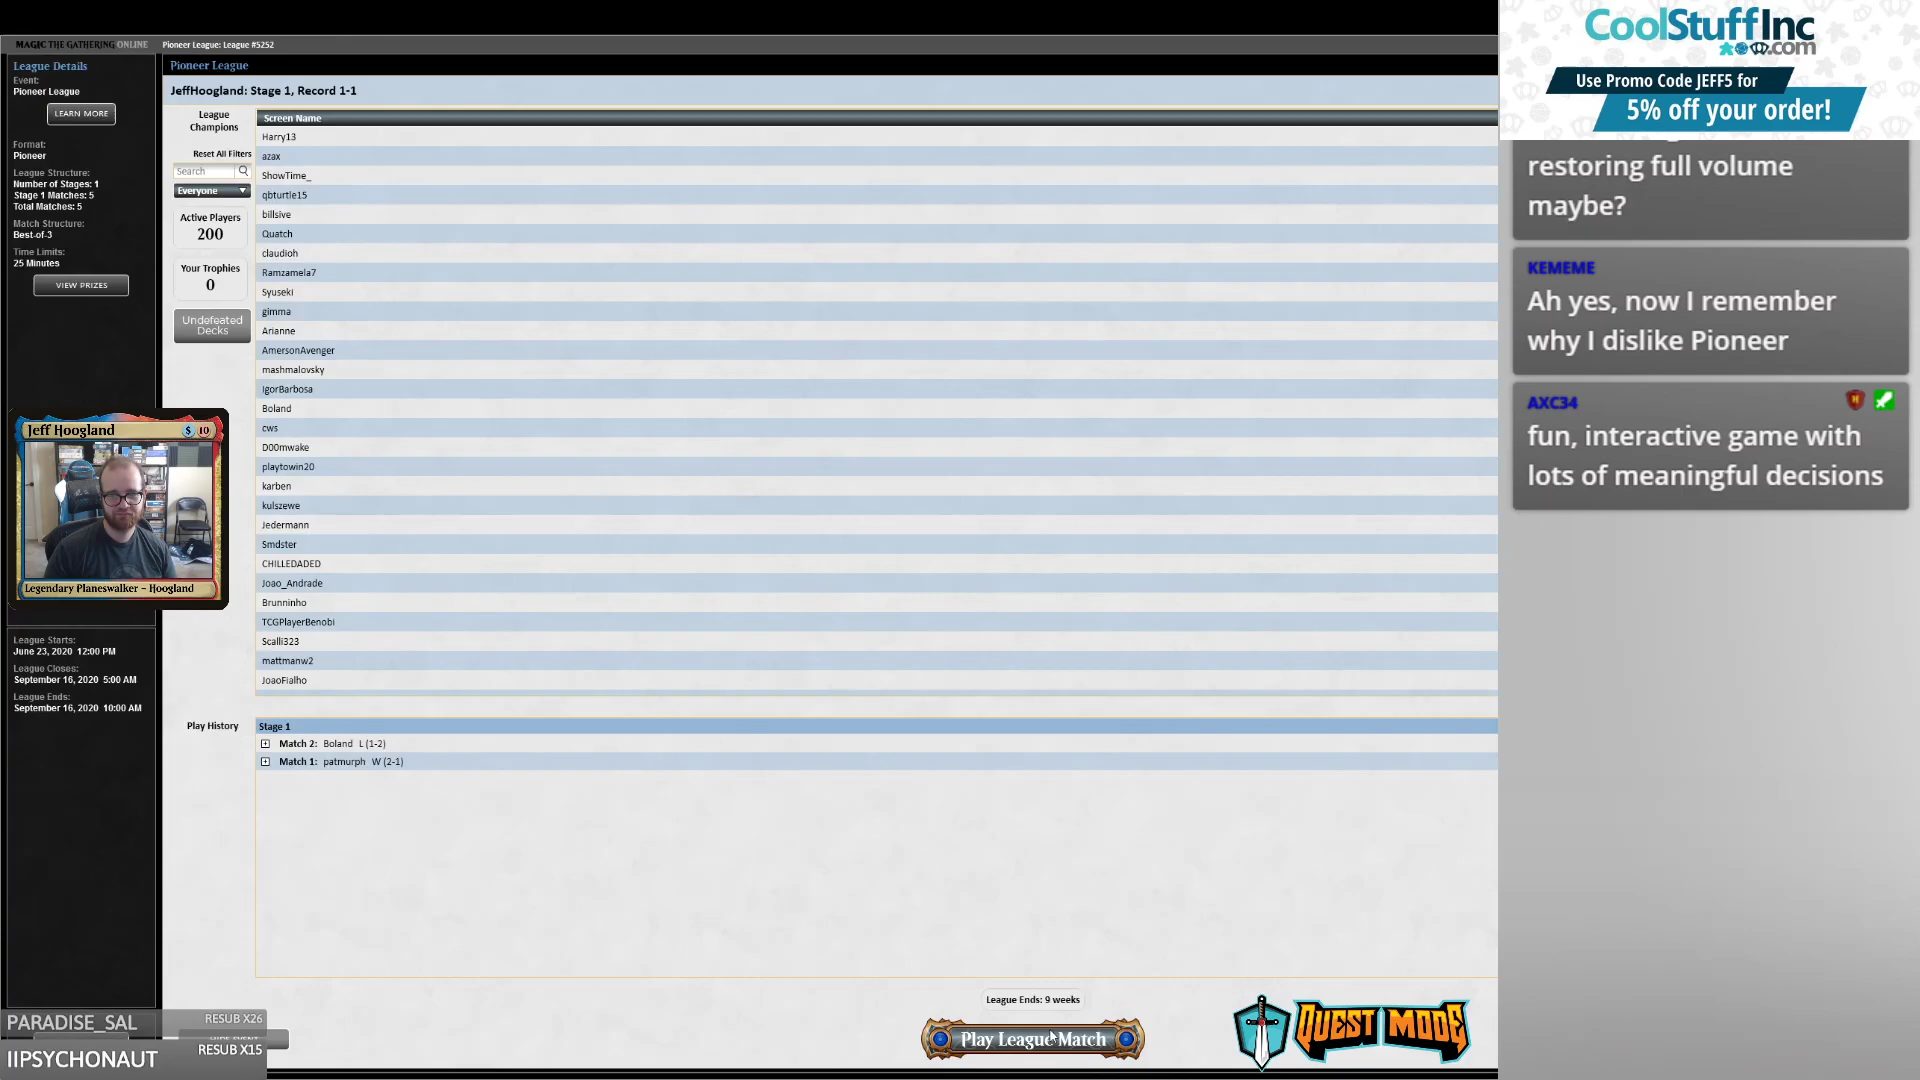 MAGIC THE GATHERING ONLINE
Pioneer League: League #5252
League Details
Event:
Pioneer League
LEARN MORE
Format:
Pioneer
League Structure:
Number of Stages: 1
Stage 1 Matches: 5
Total Matches: 5
Match Structure:
Best-of-3
Time Limits:
25 Minutes
VIEW PRIZES
Jeff Hoogland
$ 10
Legendary Planeswalker – Hoogland
League Starts:
June 23, 2020 12:00 PM
League Closes:
September 16, 2020 5:00 AM
League Ends:
September 16, 2020 10:00 AM
PARADISE_SAL RESUB X26
IIPSYCHONAUT RESUB X15
Pioneer League
JeffHoogland: Stage 1, Record 1-1
League
Champions
Reset All Filters
Search
Everyone
Active Players
200
Your Trophies
0
Undefeated
Decks
Screen Name
Harry13
azax
ShowTime_
qbturtle15
billsive
Quatch
claudioh
Ramzamela7
Syuseki
gimma
Arianne
AmersonAvenger
mashmalovsky
IgorBarbosa
Boland
cws
D00mwake
playtowin20
karben
kulszewe
Jedermann
Smdster
CHILLEDADED
Joao_Andrade
Brunninho
TCGPlayerBenobi
Scalli323
mattmanw2
JoaoFialho
Play History
Stage 1
Match 2: Boland L (1-2)
Match 1: patmurph W (2-1)
League Ends: 9 weeks
Play League Match
QUEST MODE
CoolStuffInc
.com
Use Promo Code JEFF5 for
5% off your order!
restoring full volume
maybe?
KEMEME
Ah yes, now I remember
why I dislike Pioneer
AXC34
fun, interactive game with
lots of meaningful decisions